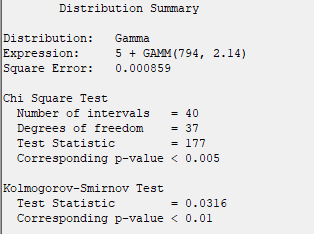 Distribution Summary
Distribution: Gamma
Expression: 5 + GAMM(794, 2.14)
Square Error: 0.000859
Chi Square Test
Number of intervals = 40
Degrees of freedom = 37
Test Statistic = 177
Corresponding p-value < 0.005
Kolmogorov-Smirnov Test
Test Statistic = 0.0316
Corresponding p-value < 0.01